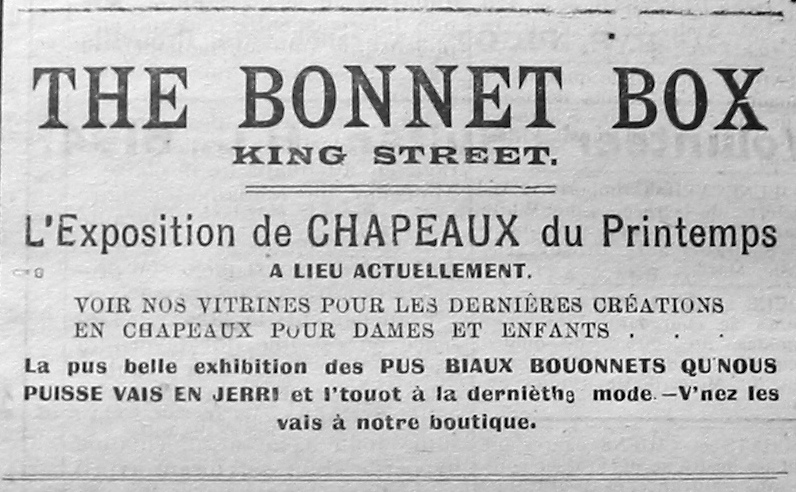 THE BONNET BOX
KING STREET.
L'Exposition de CHAPEAUX du Printemps
A LIEU ACTUELLEMENT.
VOIR NOS VITRINES POUR LES DERNIÈRES CRÉATIONS
EN CHAPEAUX POUR DAMES ET ENFANTS . . .
La pus belle exhibition des PUS BIAUX BOUONNETS QU'NOUS
PUISSE VAIS EN JERRI et l'touot à la dernièthe mode.—V'nez les
vais à notre boutique.